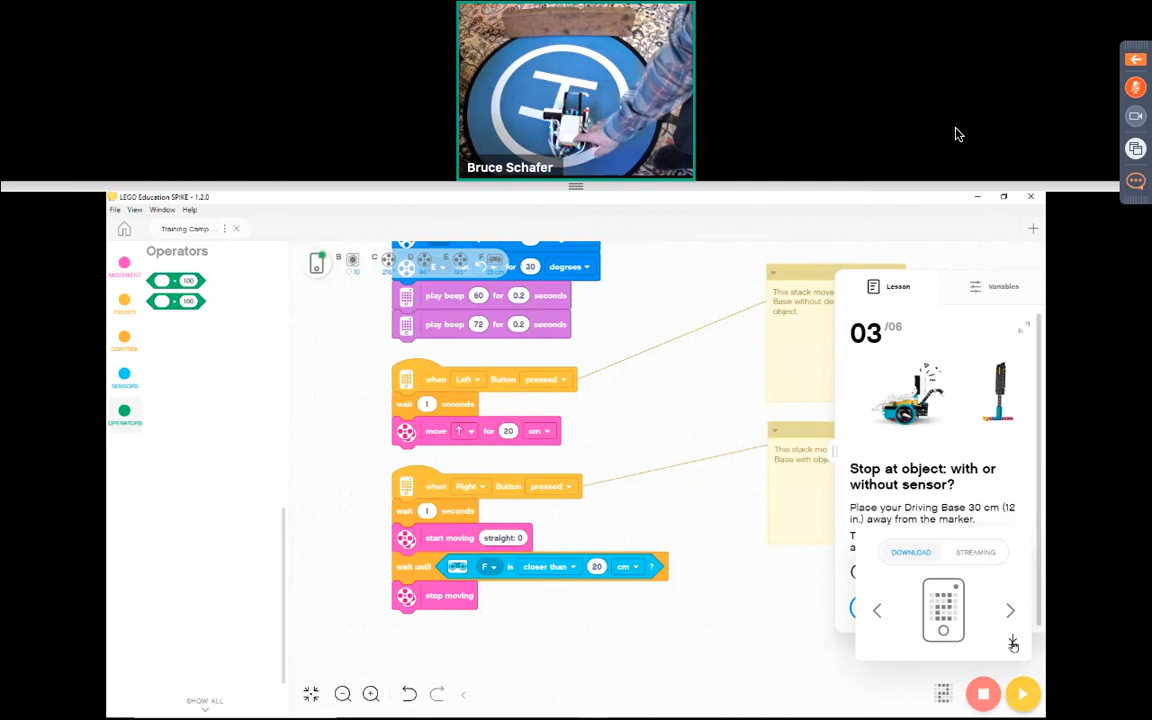 H
Bruce Schafer
LEGO Education SPIKE - 1.2.0
File View Window Help
Training Camp ...
Operators
< 100
= 100
MOVEMENT
EVENTS
CONTROL
SENSORS
OPERATORS
SHOW ALL
B C D E F
for 30 degrees
play beep 60 for 0.2 seconds
play beep 72 for 0.2 seconds
when Left Button pressed
wait 1 seconds
move for 20 cm
when Right Button pressed
wait 1 seconds
start moving straight: 0
wait until F is closer than 20 cm ?
stop moving
This stack move
Base without de
object.
This stack mo
Base with obj
Lesson
Variables
03 /06
Stop at object: with or
without sensor?
Place your Driving Base 30 cm (12
in.) away from the marker.
DOWNLOAD STREAMING